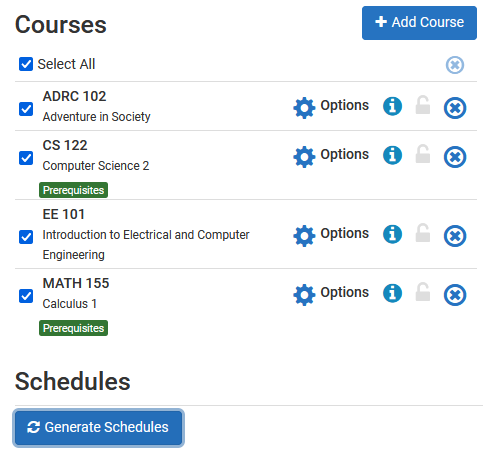 Courses
Add Course
Select All
ADRC 102
Adventure in Society
Options
CS 122
Computer Science 2
Prerequisites
Options
EE 101
Introduction to Electrical and Computer
Engineering
Options
MATH 155
Calculus 1
Prerequisites
Options
Schedules
Generate Schedules